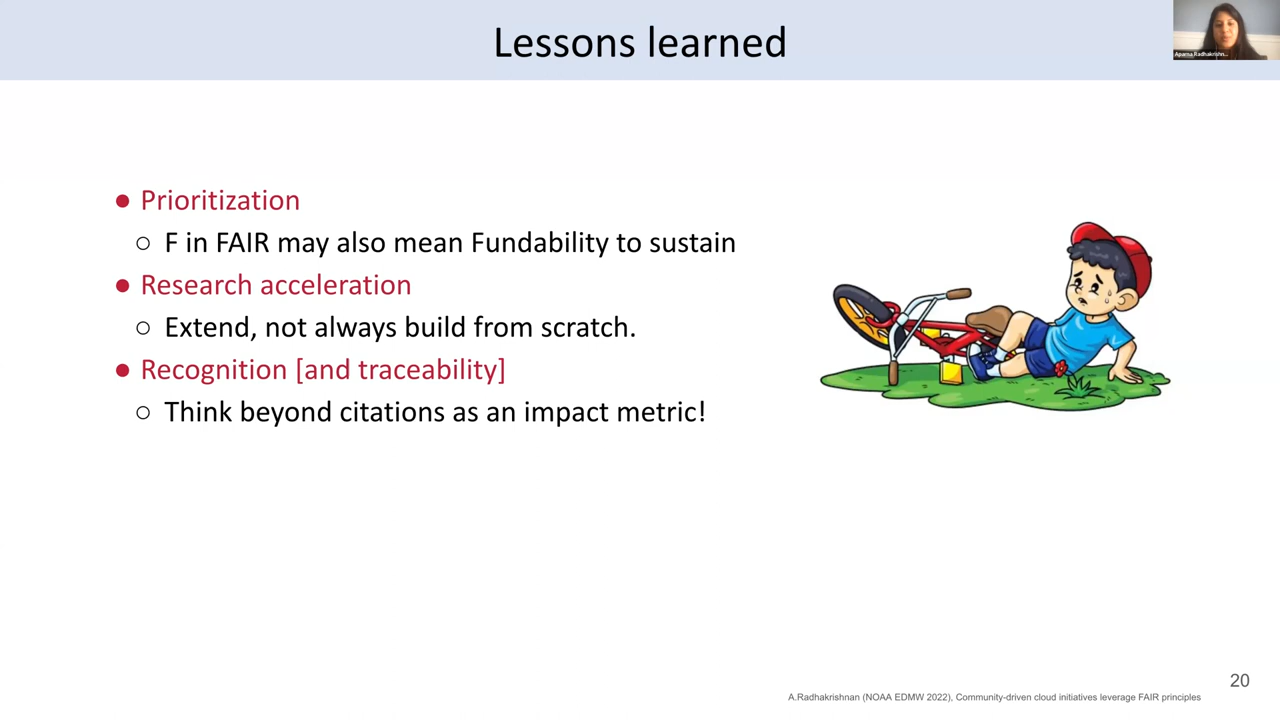 Lessons learned
Aparna Radhakrishn...
● Prioritization
○ F in FAIR may also mean Fundability to sustain
● Research acceleration
○ Extend, not always build from scratch.
● Recognition [and traceability]
○ Think beyond citations as an impact metric!
20
A.Radhakrishnan (NOAA EDMW 2022), Community-driven cloud initiatives leverage FAIR principles